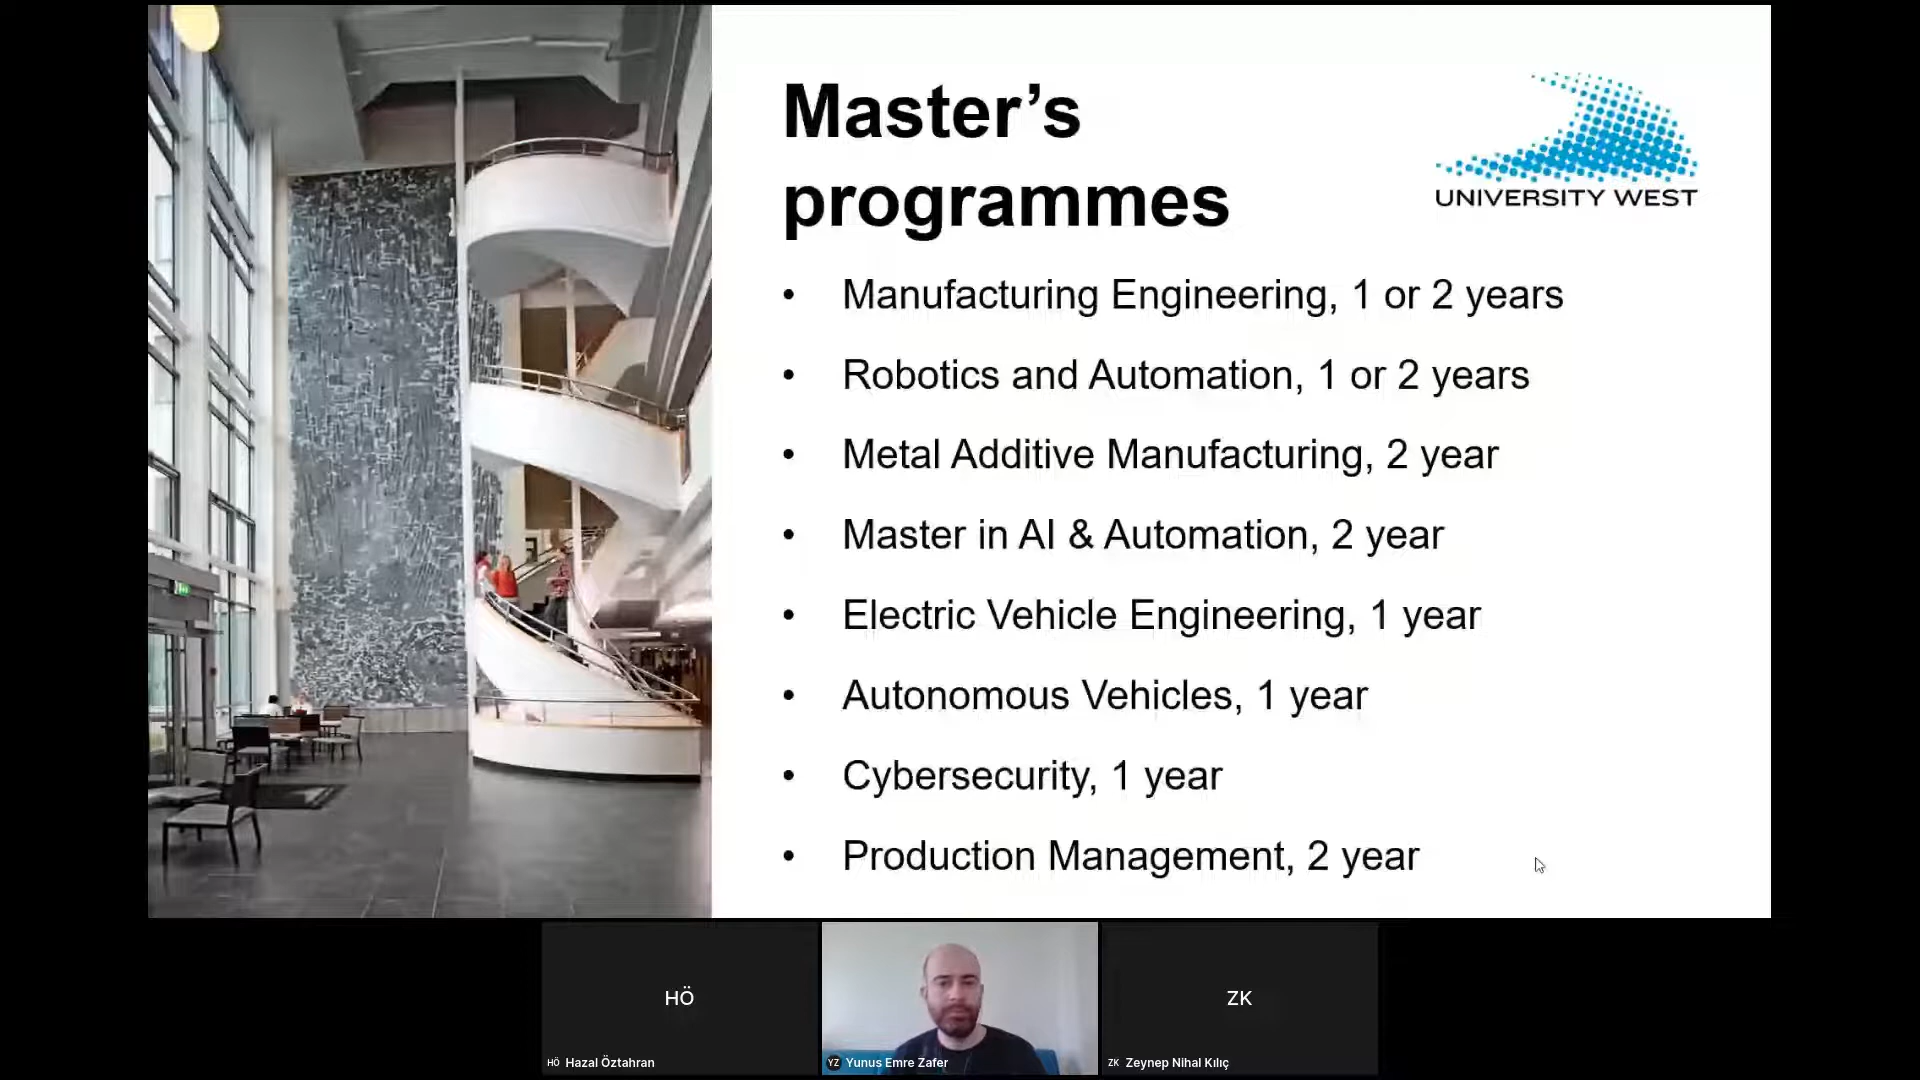 Master’s
programmes
UNIVERSITY WEST
• Manufacturing Engineering, 1 or 2 years
• Robotics and Automation, 1 or 2 years
• Metal Additive Manufacturing, 2 year
• Master in AI & Automation, 2 year
• Electric Vehicle Engineering, 1 year
• Autonomous Vehicles, 1 year
• Cybersecurity, 1 year
• Production Management, 2 year
HÖ
ZK
HÖ Hazal Öztahran
YZ Yunus Emre Zafer
ZK Zeynep Nihal Kılıç